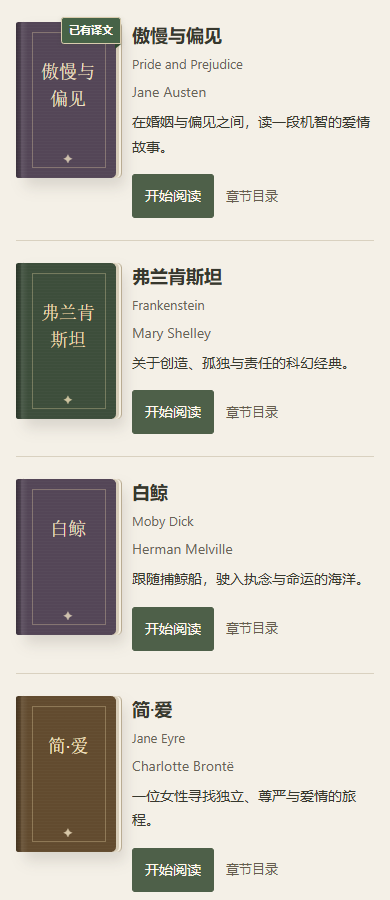 已有译文
傲慢与
偏见
傲慢与偏见
Pride and Prejudice
Jane Austen
在婚姻与偏见之间，读一段机智的爱情
故事。
开始阅读 章节目录
弗兰肯
斯坦
弗兰肯斯坦
Frankenstein
Mary Shelley
关于创造、孤独与责任的科幻经典。
开始阅读 章节目录
白鲸
白鲸
Moby Dick
Herman Melville
跟随捕鲸船，驶入执念与命运的海洋。
开始阅读 章节目录
简·爱
简·爱
Jane Eyre
Charlotte Brontë
一位女性寻找独立、尊严与爱情的旅
程。
开始阅读 章节目录